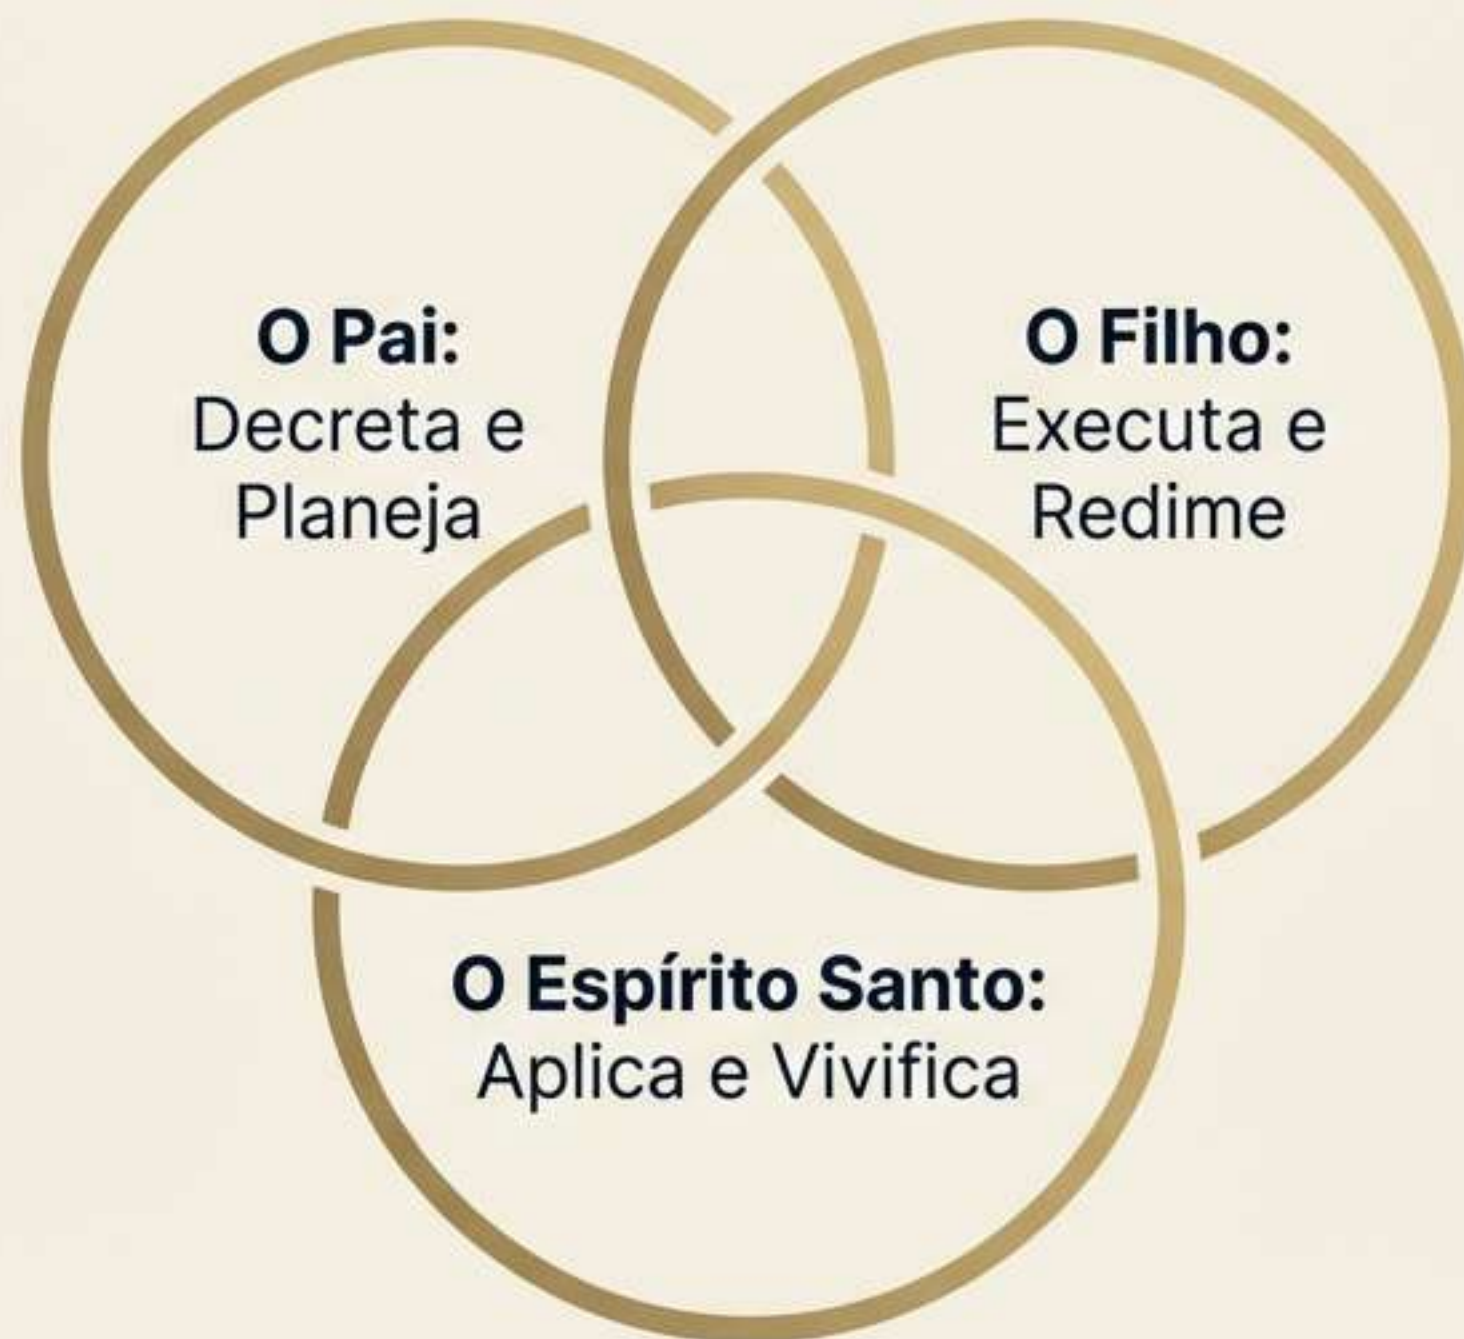 O Pai:
Decreta e
Planeja
O Filho:
Executa e
Redime
O Espírito Santo:
Aplica e Vivifica